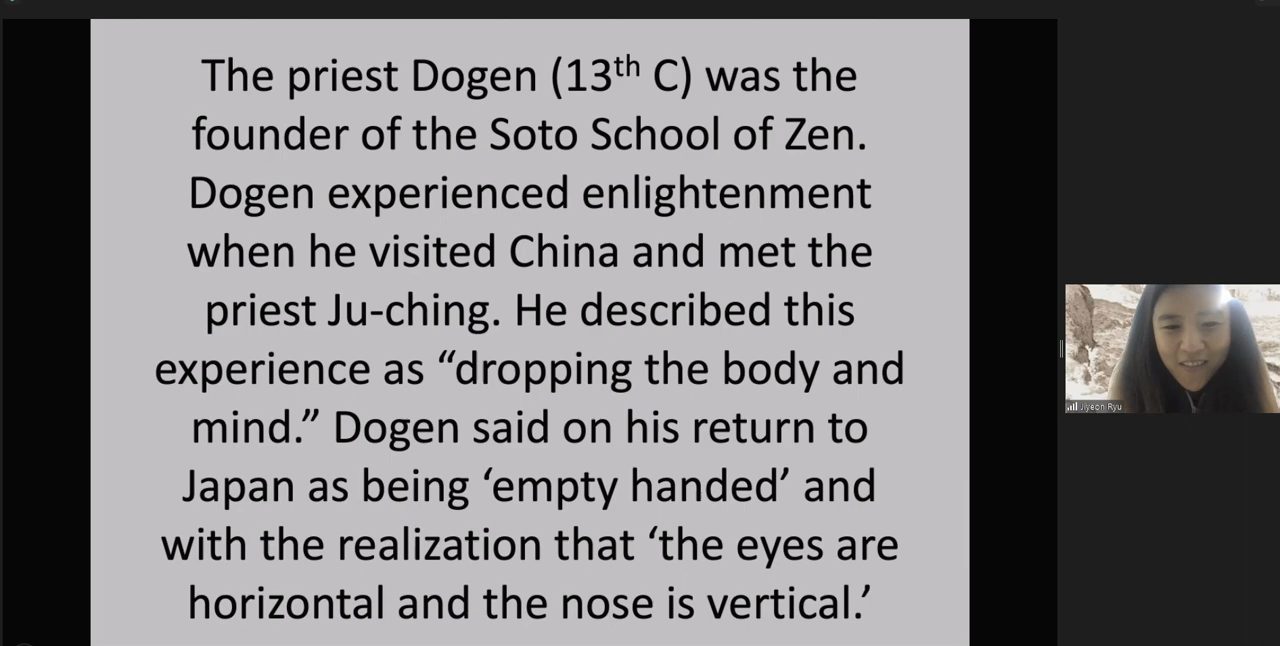 The priest Dogen (13th C) was the
founder of the Soto School of Zen.
Dogen experienced enlightenment
when he visited China and met the
priest Ju-ching. He described this
experience as “dropping the body and
mind.” Dogen said on his return to
Japan as being ‘empty handed’ and
with the realization that ‘the eyes are
horizontal and the nose is vertical.’
Jiyeon Ryu